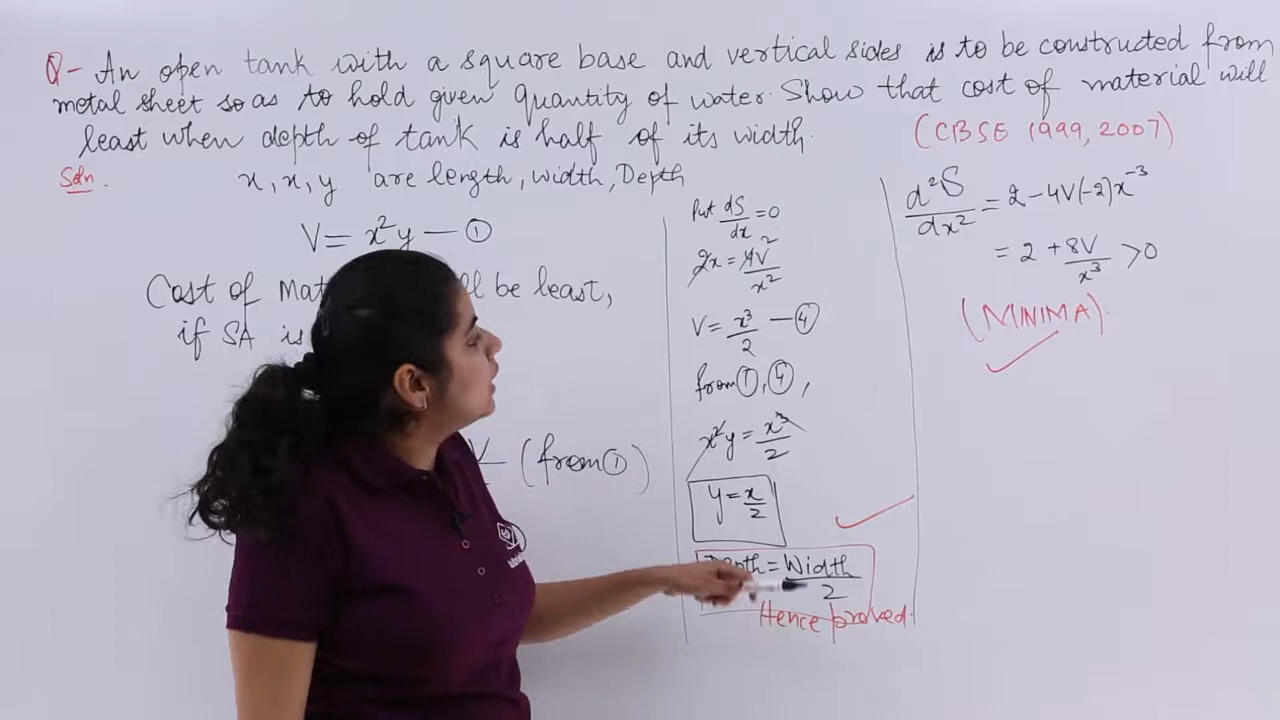 Q- An open tank with a square base and vertical sides is to be constructed from
metal sheet so as to hold given quantity of water. Show that cost of material will
least when depth of tank is half of its width.
(CBSE 1999, 2007)
Soln.
x, x, y are length, width, Depth
V = x²y — ①
Cost of Mat ll be least,
if SA is
(from ①)
Put dS/dx = 0
2x = 4V/x² 2
V = x³/2 — ④
from ①, ④,
x²y = x³/2
y = x/2
Depth = Width/2
Hence proved.
d²S/dx² = 2 - 4V(-2)x⁻³
= 2 + 8V/x³ > 0
(MINIMA).